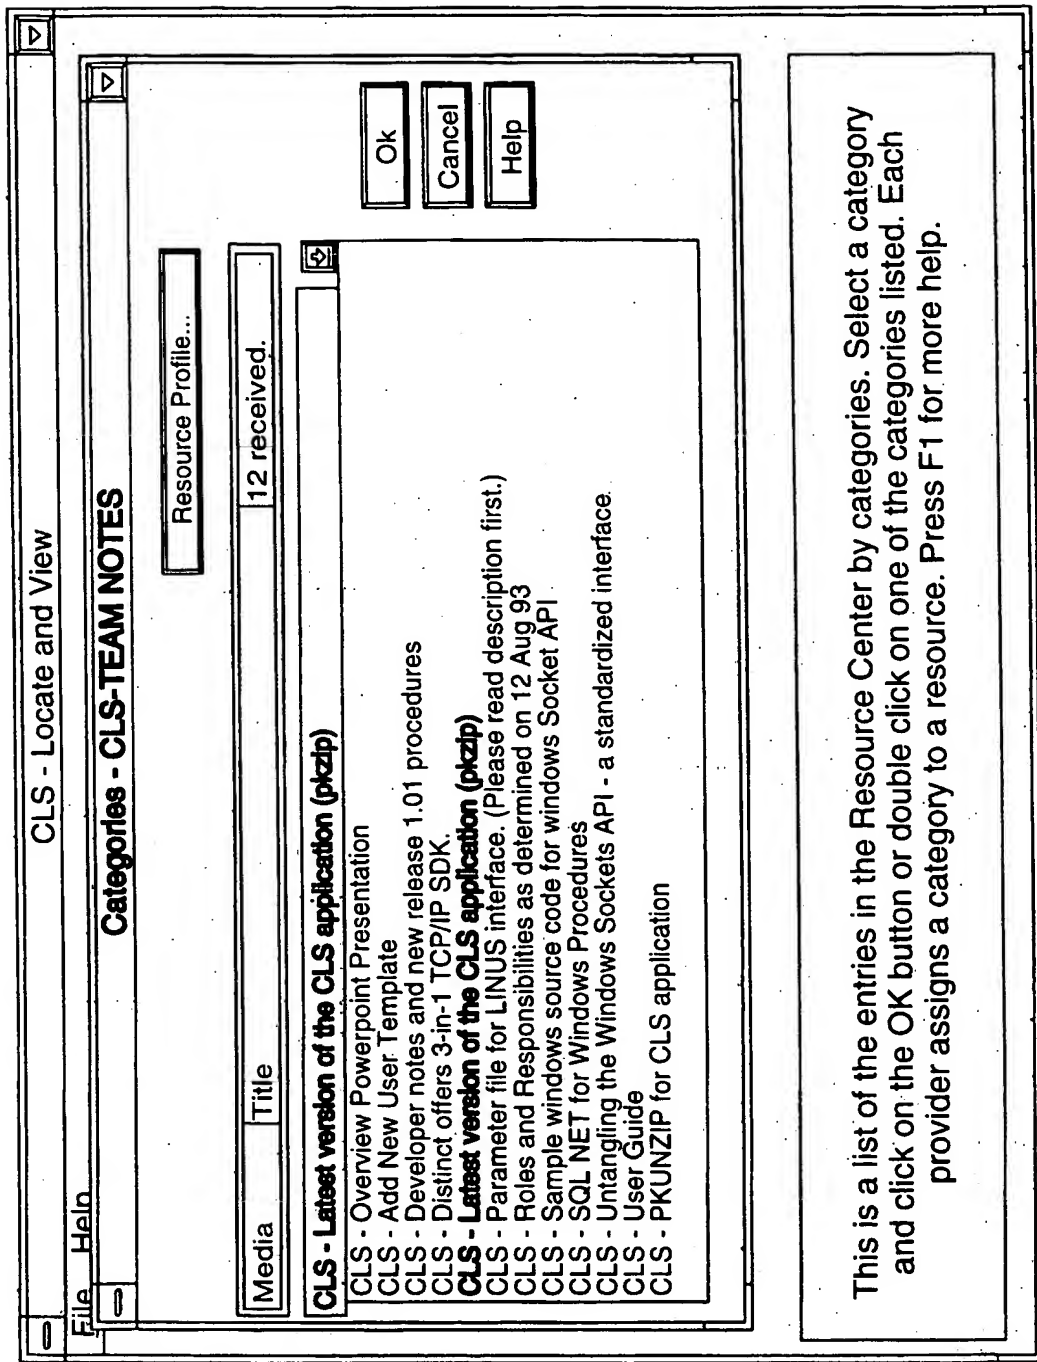 CLS - Locate and View
File Help
Categories - CLS-TEAM NOTES
Resource Profile...
Media Title 12 received.
CLS - Latest version of the CLS application (pkzip)
CLS - Overview Powerpoint Presentation
CLS - Add New User Template
CLS - Developer notes and new release 1.01 procedures
CLS - Distinct offers 3-in-1 TCP/IP SDK.
CLS - Latest version of the CLS application (pkzip)
CLS - Parameter file for LINUS interface. (Please read description first.)
CLS - Roles and Responsibilities as determined on 12 Aug 93
CLS - Sample windows source code for windows Socket API
CLS - SQL NET for Windows Procedures
CLS - Untangling the Windows Sockets API - a standardized interface.
CLS - User Guide
CLS - PKUNZIP for CLS application
Ok
Cancel
Help
This is a list of the entries in the Resource Center by categories. Select a category
and click on the OK button or double click on one of the categories listed. Each
provider assigns a category to a resource. Press F1 for more help.